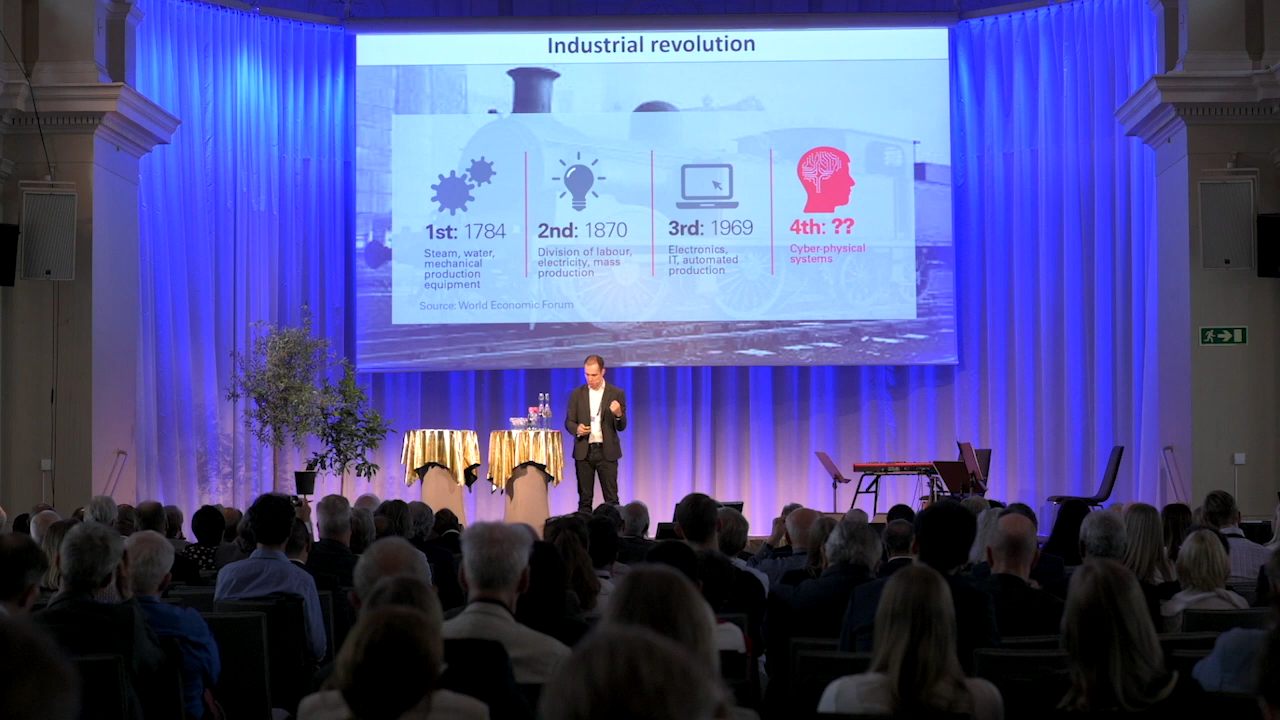 Industrial revolution
1st: 1784
Steam, water,
mechanical
production
equipment
2nd: 1870
Division of labour,
electricity, mass
production
3rd: 1969
Electronics,
IT, automated
production
4th: ??
Cyber-physical
systems
Source: World Economic Forum